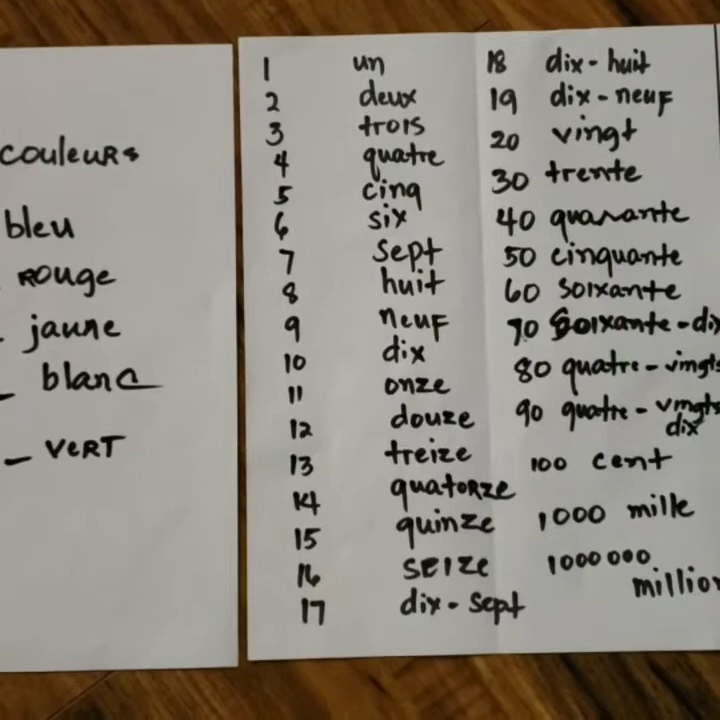 couleurs
bleu
rouge
jaune
blanc
vert
1 un
2 deux
3 trois
4 quatre
5 cinq
6 six
7 sept
8 huit
9 neuf
10 dix
11 onze
12 douze
13 treize
14 quatorze
15 quinze
16 seize
17 dix-sept
18 dix-huit
19 dix-neuf
20 vingt
30 trente
40 quarante
50 cinquante
60 soixante
70 soixante-dix
80 quatre-vingts
90 quatre-vingts
dix
100 cent
1000 mille
1000000
million